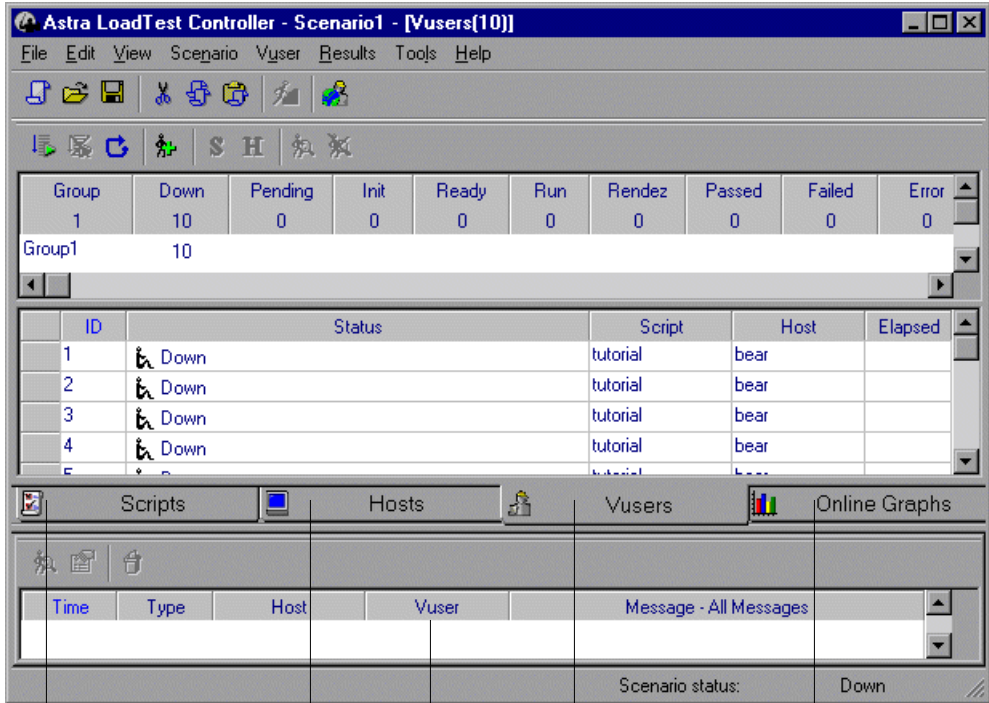 Astra LoadTest Controller - Scenario1 - [Vusers(10)]
File Edit View Scenario Vuser Results Tools Help
S H
Group Down Pending Init Ready Run Rendez Passed Failed Error
1 10 0 0 0 0 0 0 0 0
Group1 10
ID Status Script Host Elapsed
1 Down tutorial bear
2 Down tutorial bear
3 Down tutorial bear
4 Down tutorial bear
Scripts Hosts Vusers Online Graphs
Time Type Host Vuser Message - All Messages
Scenario status: Down